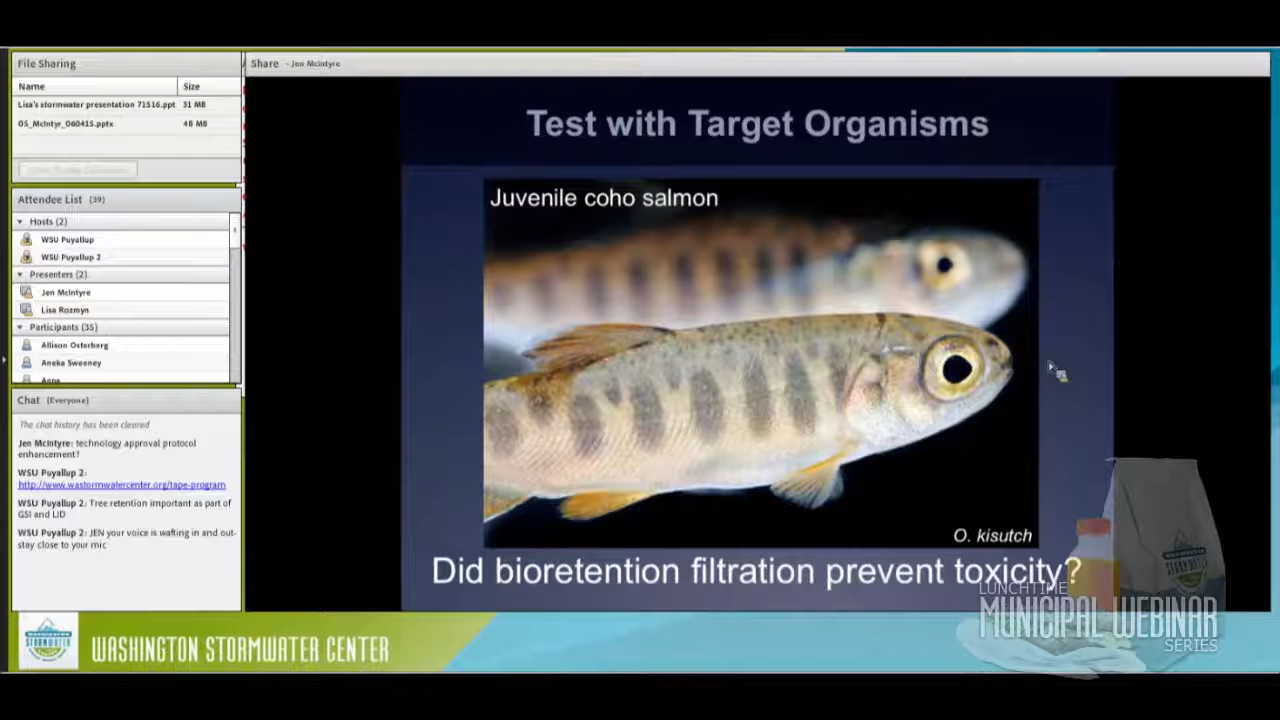 File Sharing
Name Size
Lisa's stormwater presentation 71516.ppt 31 MB
05_McIntyr_060415.pptx 48 MB
Attendee List (39)
Hosts (2)
WSU Puyallup
WSU Puyallup 2
Presenters (2)
Jen McIntyre
Lisa Rozmyn
Participants (35)
Allison Osterberg
Aneka Sweeney
Anna
Chat (Everyone)
The chat history has been cleared
Jen McIntyre: technology approval protocol
enhancement?
WSU Puyallup 2:
http://www.wastormwatercenter.org/tape-program
WSU Puyallup 2: Tree retention important as part of
GSI and LID
WSU Puyallup 2: JEN your voice is wafting in and out-
stay close to your mic
Share - Jen McIntyre
Test with Target Organisms
Juvenile coho salmon
O. kisutch
Did bioretention filtration prevent toxicity?
WASHINGTON STORMWATER CENTER
LUNCHTIME
MUNICIPAL WEBINAR
SERIES